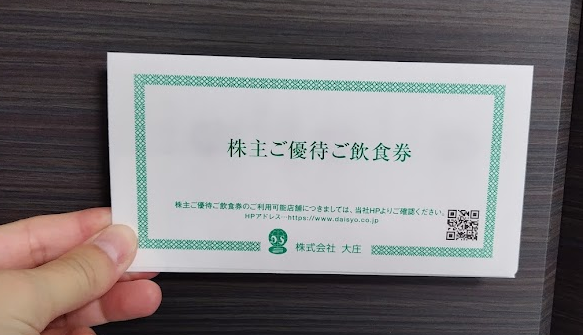 株主ご優待ご飲食券
株主ご優待ご飲食券のご利用可能店舗につきましては、当社HPよりご確認ください。
HPアドレス…https://www.daisyo.co.jp
株式会社 大庄